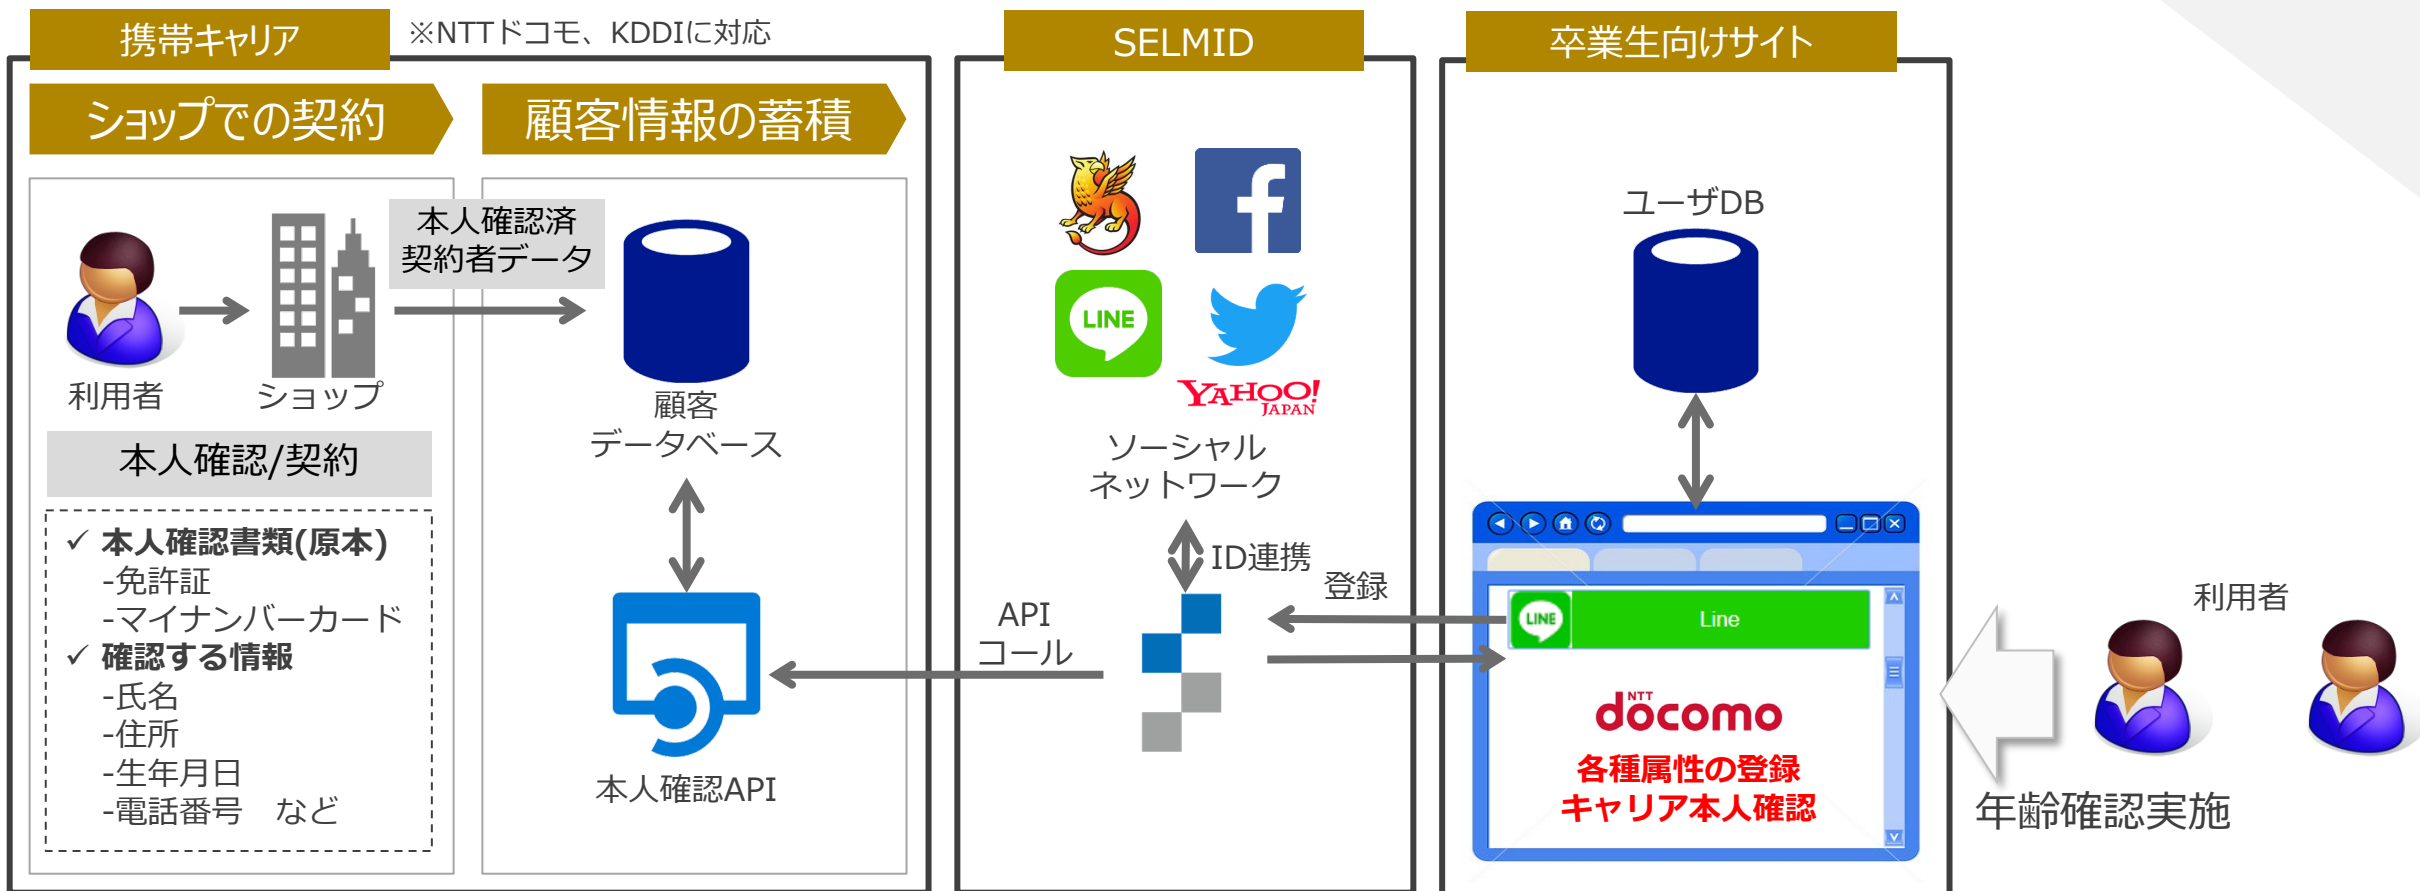 携帯キャリア
※NTTドコモ、KDDIに対応
ショップでの契約
顧客情報の蓄積
本人確認済
契約者データ
利用者
ショップ
本人確認/契約
✓ 本人確認書類(原本)
-免許証
-マイナンバーカード
✓ 確認する情報
-氏名
-住所
-生年月日
-電話番号　など
顧客
データベース
本人確認API
SELMID
LINE
YAHOO!
JAPAN
ソーシャル
ネットワーク
ID連携
API
コール
登録
卒業生向けサイト
ユーザDB
LINE
Line
NTT
docomo
各種属性の登録
キャリア本人確認
利用者
年齢確認実施